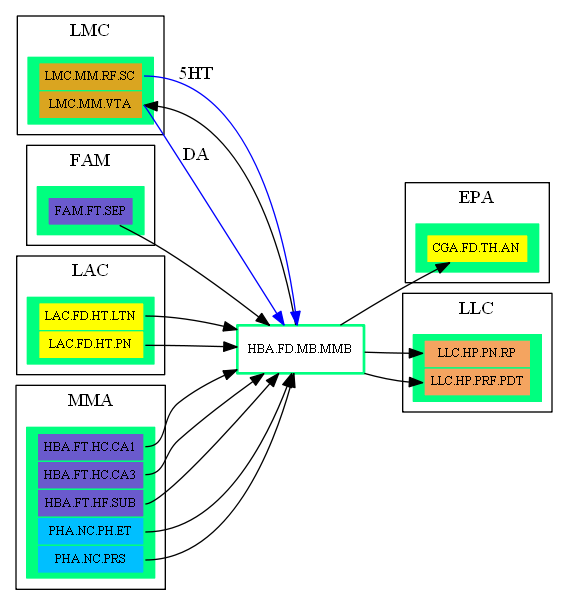 LMC
LMC.MM.RF.SC
LMC.MM.VTA
5HT
DA
FAM
FAM.FT.SEP
LAC
LAC.FD.HT.LTN
LAC.FD.HT.PN
MMA
HBA.FT.HC.CA1
HBA.FT.HC.CA3
HBA.FT.HF.SUB
PHA.NC.PH.ET
PHA.NC.PRS
HBA.FD.MB.MMB
EPA
CGA.FD.TH.AN
LLC
LLC.HP.PN.RP
LLC.HP.PRF.PDT